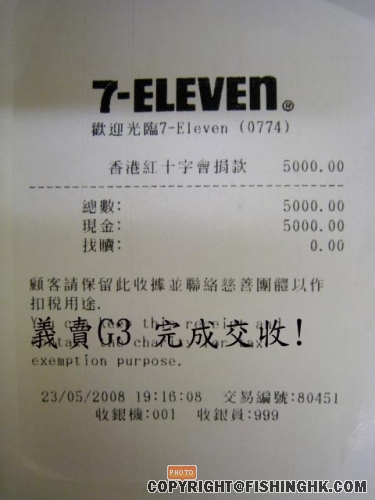 7-ELEVEn®
歡迎光臨7-Eleven (0774)
香港紅十字會捐款 5000.00
總數: 5000.00
現金: 5000.00
找贖: 0.00
顧客請保留此收據並聯絡慈善團體以作
扣稅用途.
義賣G3 完成交收!
exemption purpose.
23/05/2008 19:16:08 交易編號:80451
收銀機:001 收銀員:999
PHOTO
COPYRIGHT@FISHINGHK.COM